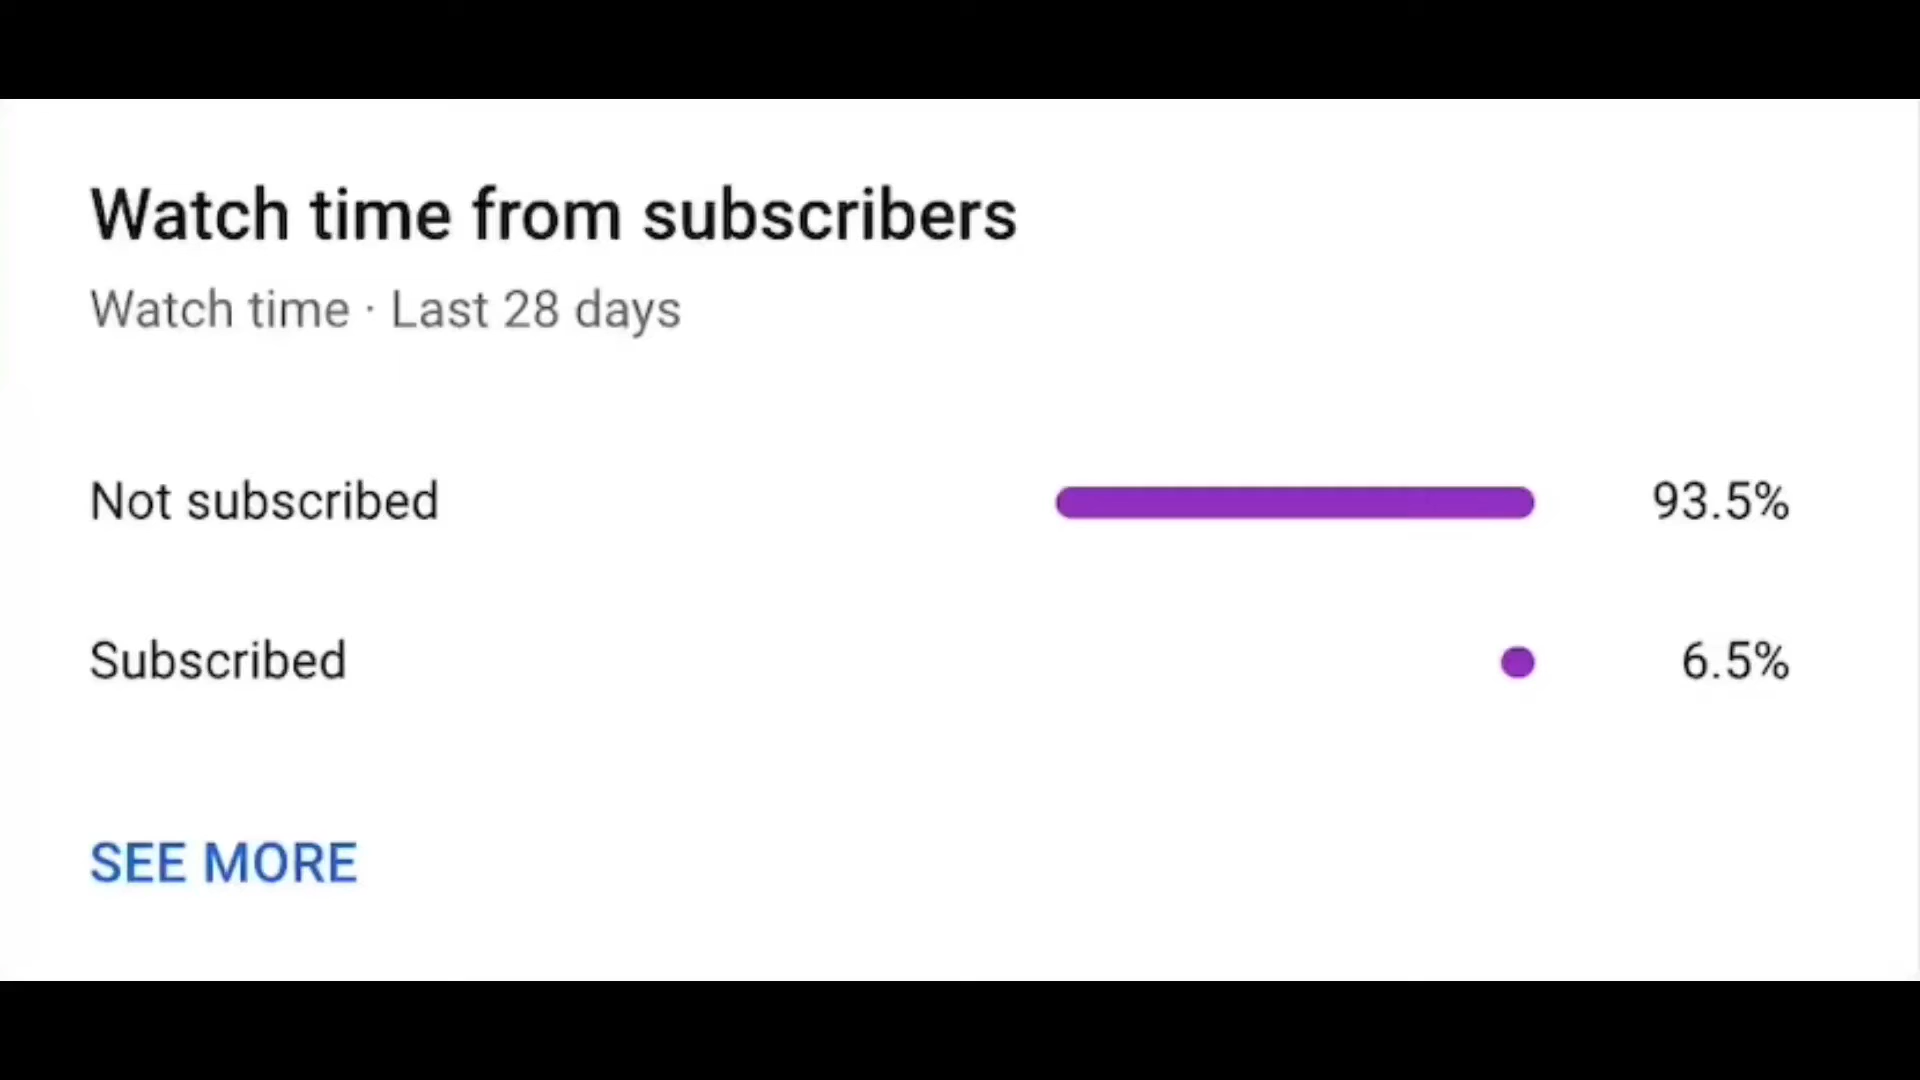 Watch time from subscribers
Watch time · Last 28 days
Not subscribed 93.5%
Subscribed 6.5%
SEE MORE